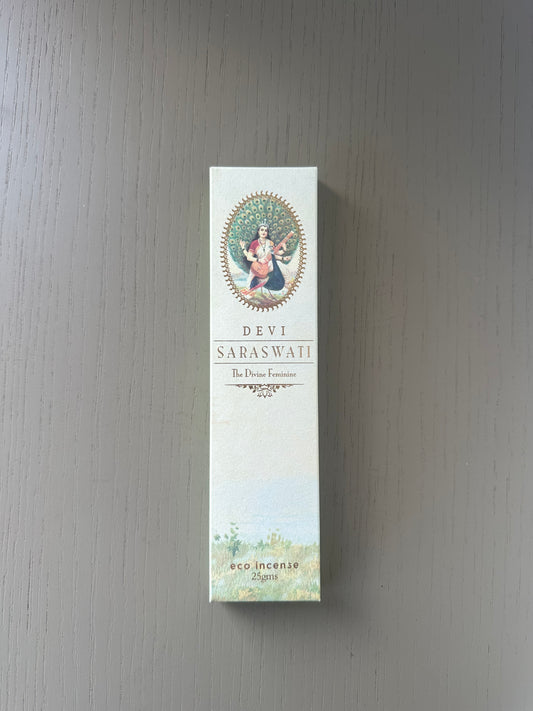 DEVI
SARASWATI
The Divine Feminine
eco incense
25gms